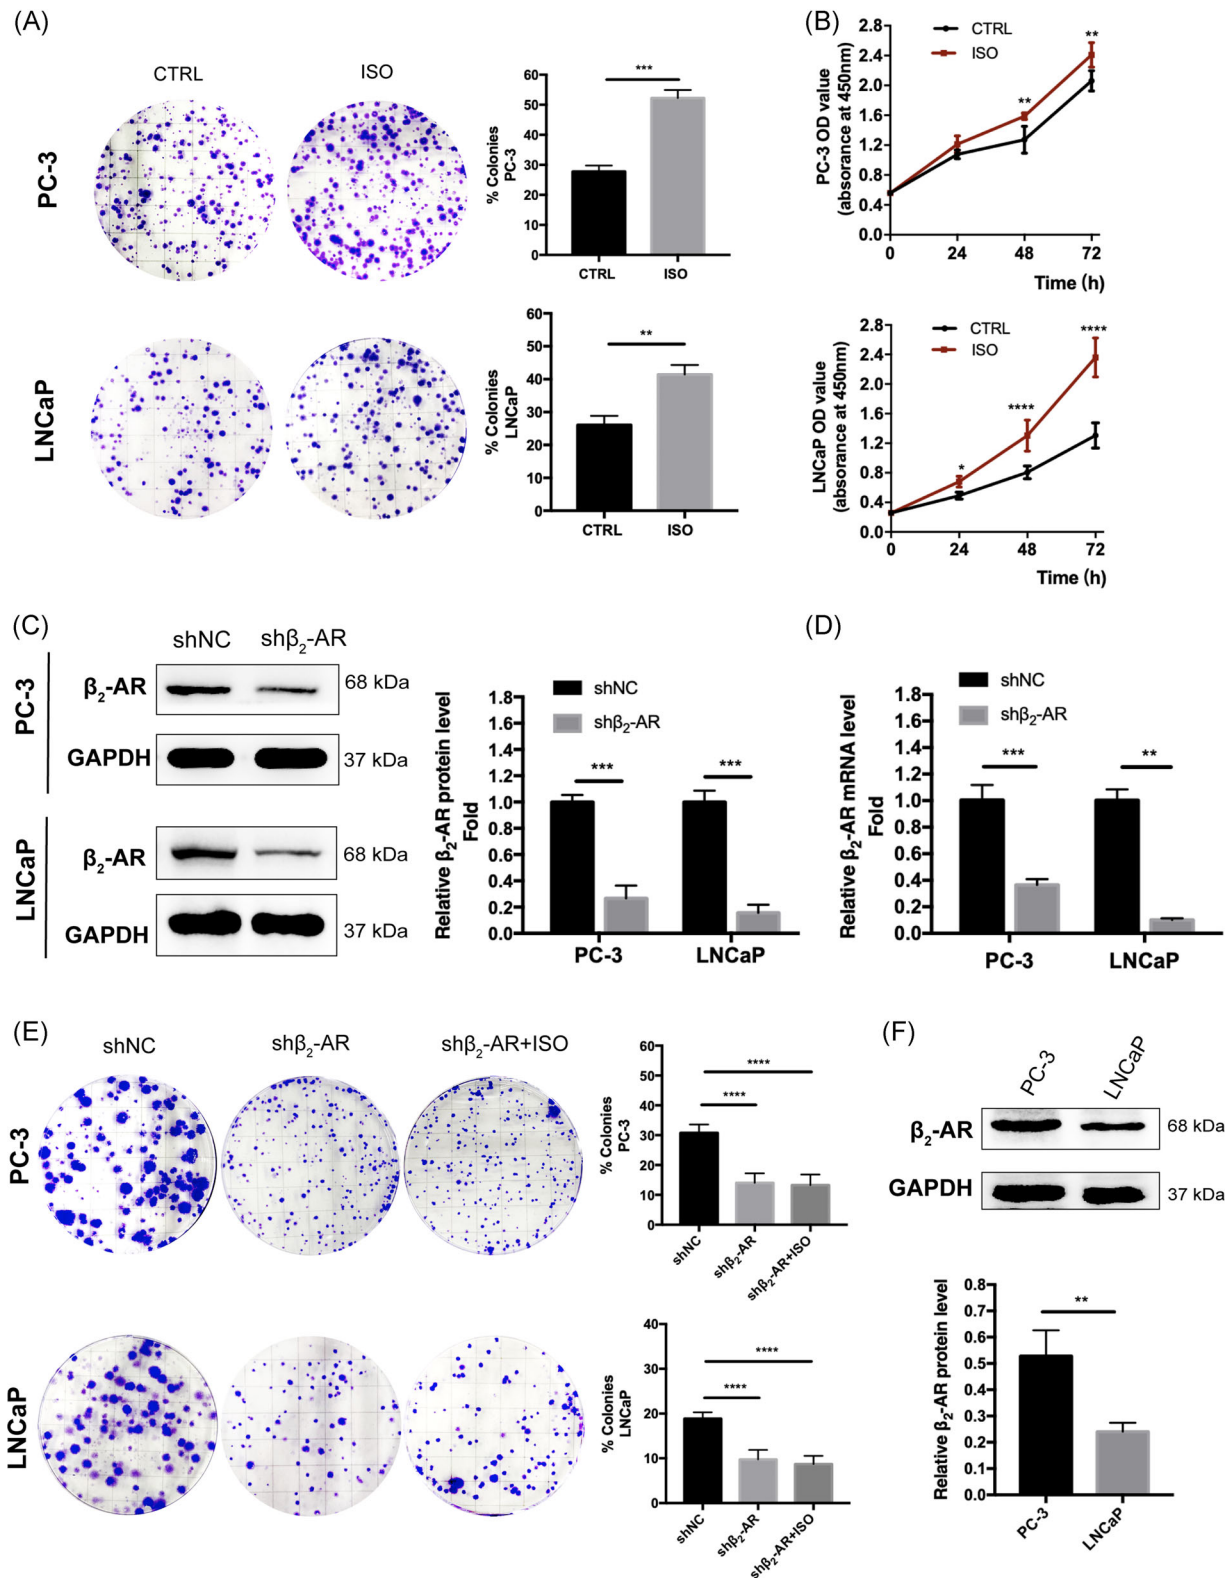 (A)
CTRL
ISO
PC-3
LNCaP
% Colonies
PC-3
60
50
40
30
20
10
0
***
CTRL
ISO
% Colonies
LNCaP
60
50
40
30
20
10
0
**
CTRL
ISO
(B)
CTRL
ISO
PC-3 OD value
(absorance at 450nm)
2.8
2.4
2.0
1.6
1.2
0.8
0.4
0.0
**
**
0
24
48
72
Time (h)
CTRL
ISO
LNCaP OD value
(absorance at 450nm)
2.8
2.4
2.0
1.6
1.2
0.8
0.4
0.0
*
****
****
0
24
48
72
Time (h)
(C)
shNC
shβ₂-AR
PC-3
β₂-AR
68 kDa
GAPDH
37 kDa
LNCaP
β₂-AR
68 kDa
GAPDH
37 kDa
Relative β₂-AR protein level
Fold
shNC
shβ₂-AR
1.8
1.6
1.4
1.2
1.0
0.8
0.6
0.4
0.2
0.0
***
***
PC-3
LNCaP
(D)
Relative β₂-AR mRNA level
Fold
shNC
shβ₂-AR
1.8
1.6
1.4
1.2
1.0
0.8
0.6
0.4
0.2
0.0
***
**
PC-3
LNCaP
(E)
shNC
shβ₂-AR
shβ₂-AR+ISO
PC-3
LNCaP
% Colonies
PC-3
60
50
40
30
20
10
0
****
****
shNC
shβ₂-AR
shβ₂-AR+ISO
% Colonies
LNCaP
40
30
20
10
0
****
****
shNC
shβ₂-AR
shβ₂-AR+ISO
(F)
PC-3
LNCaP
β₂-AR
68 kDa
GAPDH
37 kDa
Relative β₂-AR protein level
0.8
0.7
0.6
0.5
0.4
0.3
0.2
0.1
0.0
**
PC-3
LNCaP